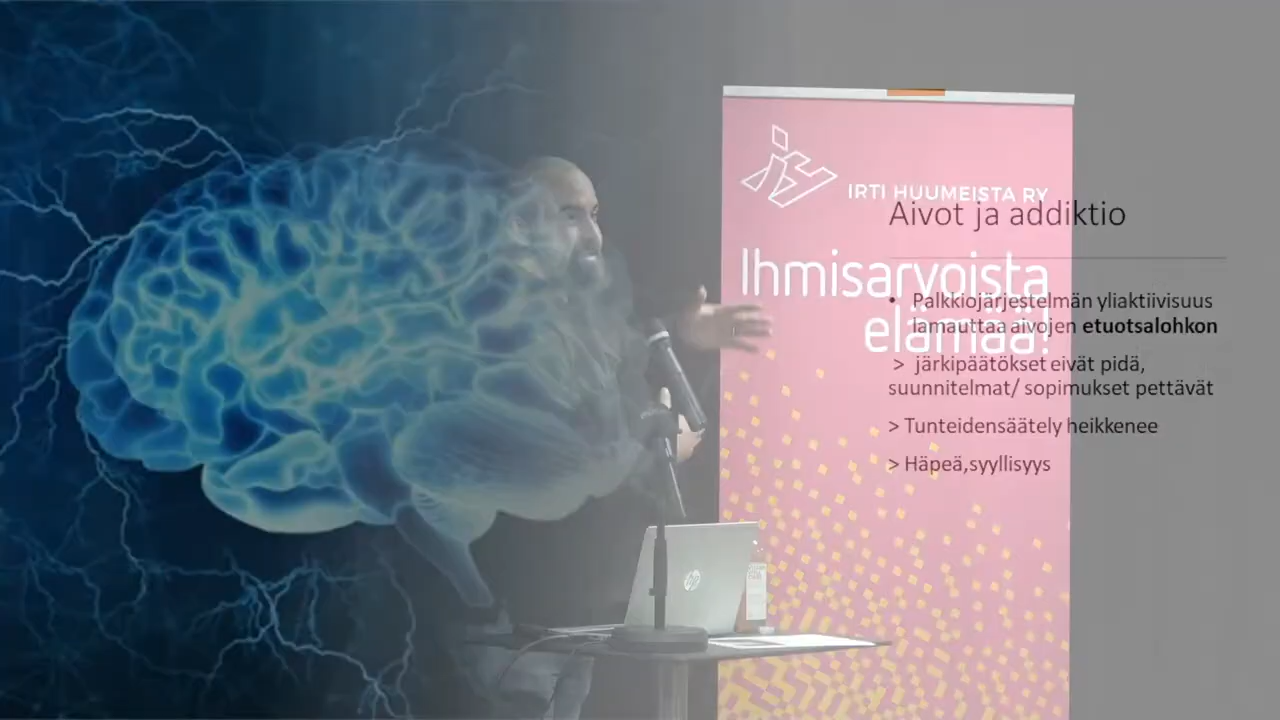 IRTI HUUMEISTA RY
Ihmisarvoista
elämää!
Aivot ja addiktio
• Palkkiojärjestelmän yliaktiivisuus
lamauttaa aivojen etuotsalohkon
> järkipäätökset eivät pidä,
suunnitelmat/ sopimukset pettävät
> Tunteidensäätely heikkenee
> Häpeä,syyllisyys
hp